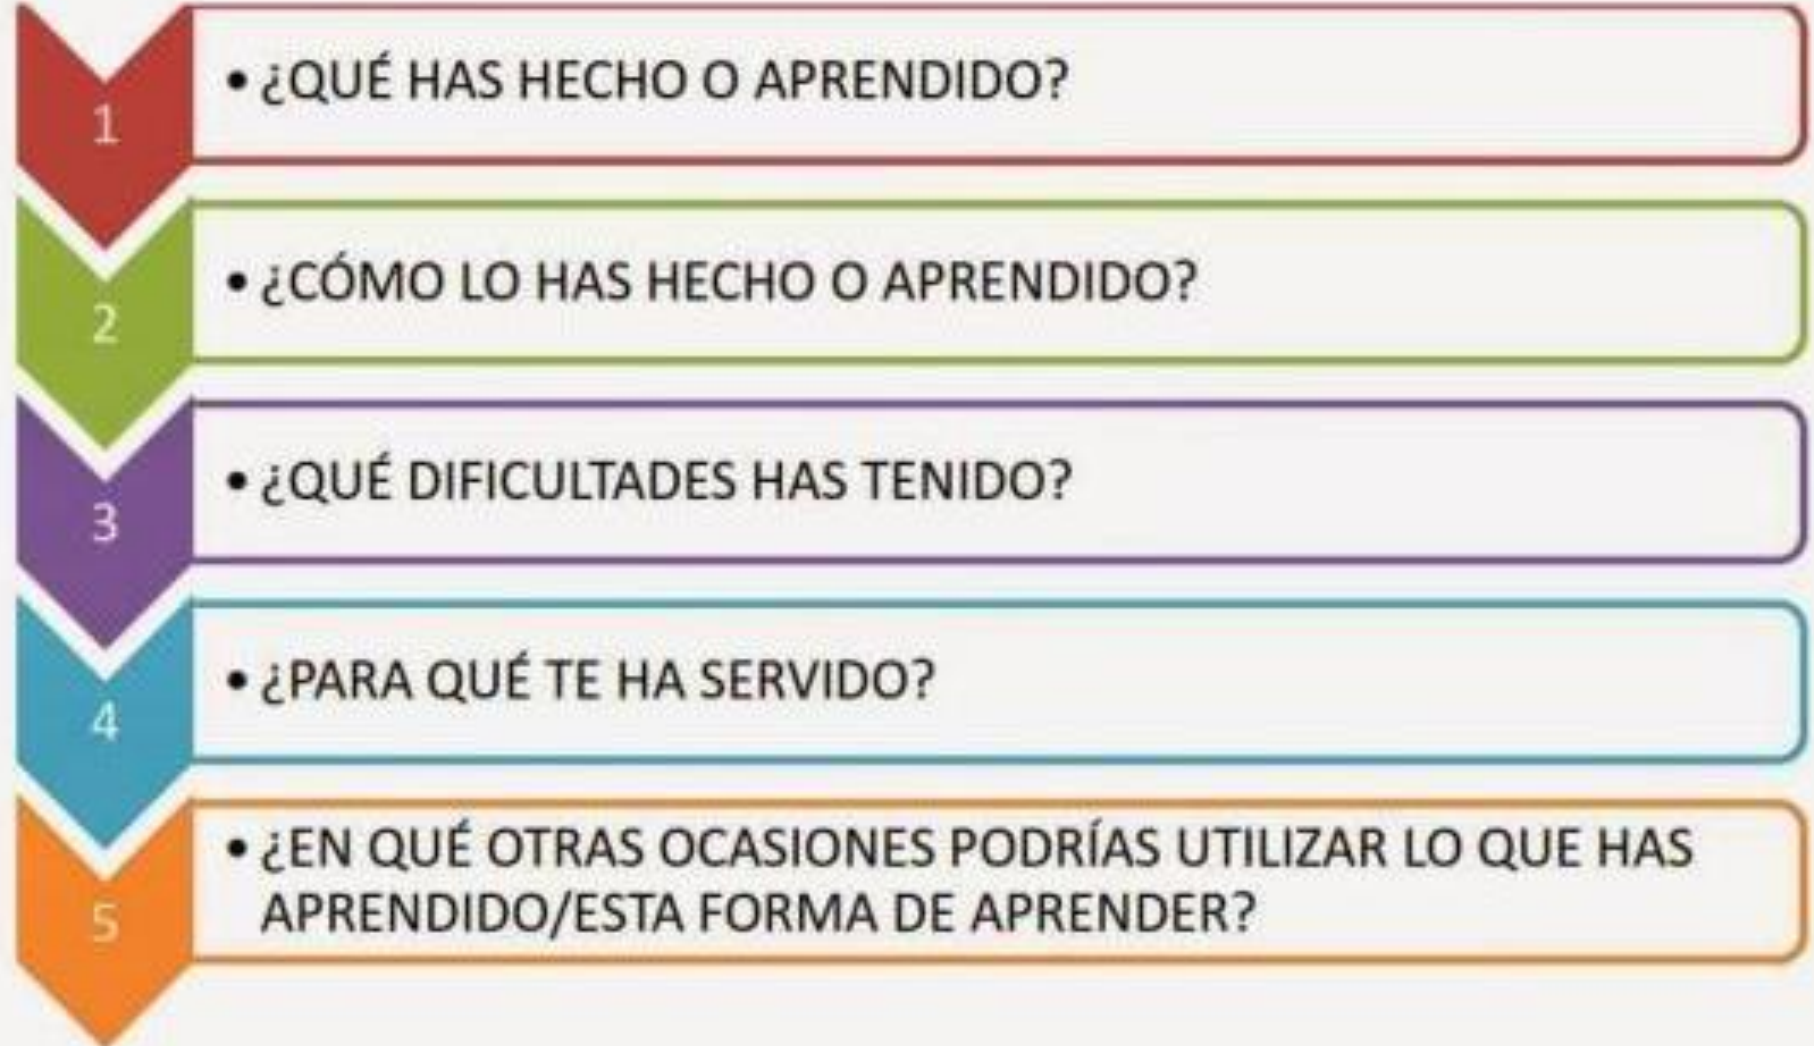 1
• ¿QUÉ HAS HECHO O APRENDIDO?
2
• ¿CÓMO LO HAS HECHO O APRENDIDO?
3
• ¿QUÉ DIFICULTADES HAS TENIDO?
4
• ¿PARA QUÉ TE HA SERVIDO?
5
• ¿EN QUÉ OTRAS OCASIONES PODRÍAS UTILIZAR LO QUE HAS
APRENDIDO/ESTA FORMA DE APRENDER?